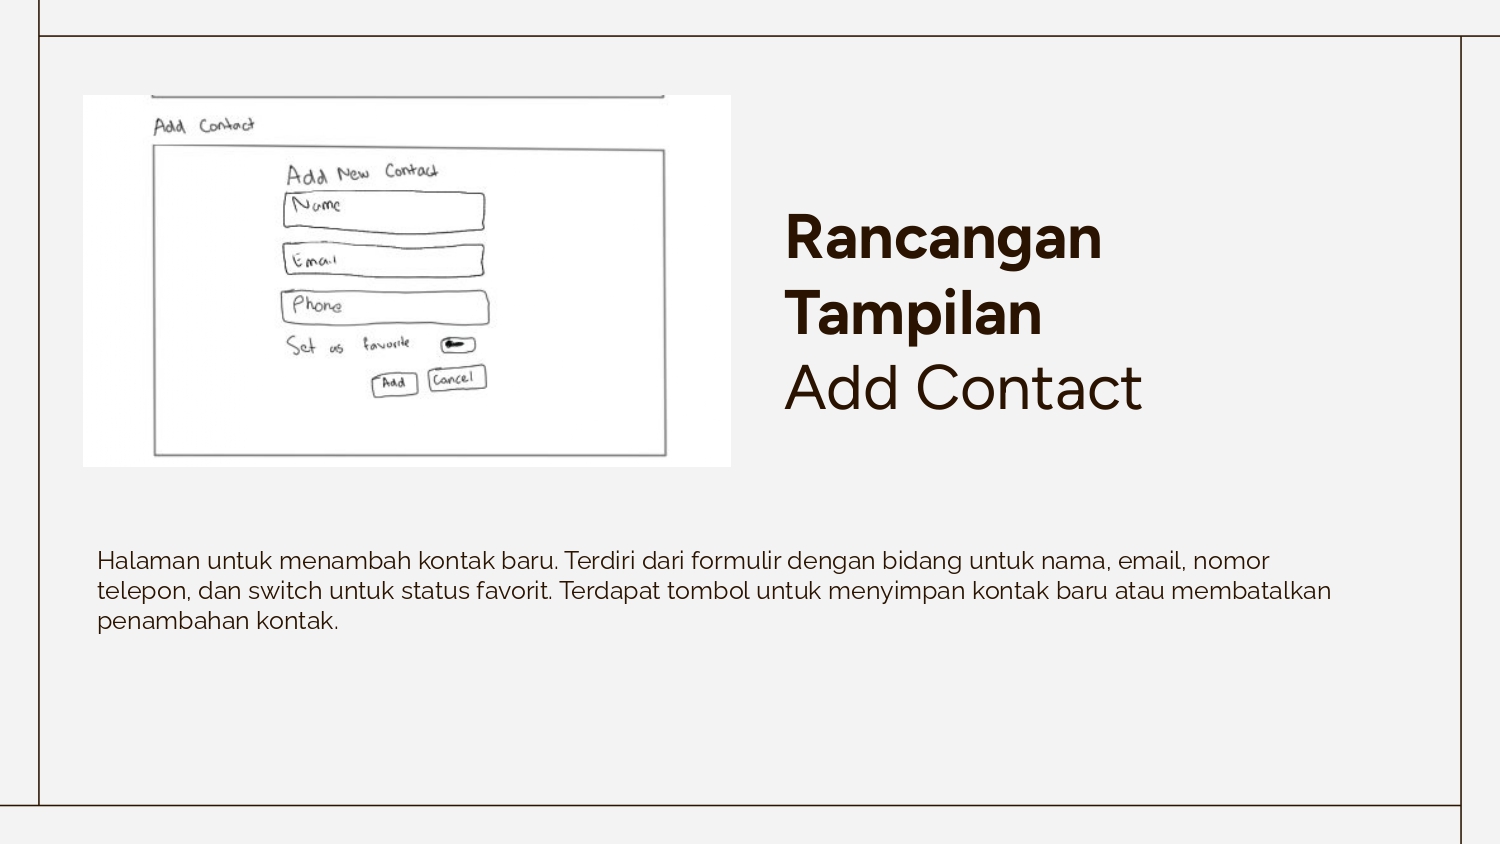 Add Contact
Add New Contact
Name
Email
Phone
Set as favorite
Add Cancel
Rancangan
Tampilan
Add Contact
Halaman untuk menambah kontak baru. Terdiri dari formulir dengan bidang untuk nama, email, nomor
telepon, dan switch untuk status favorit. Terdapat tombol untuk menyimpan kontak baru atau membatalkan
penambahan kontak.